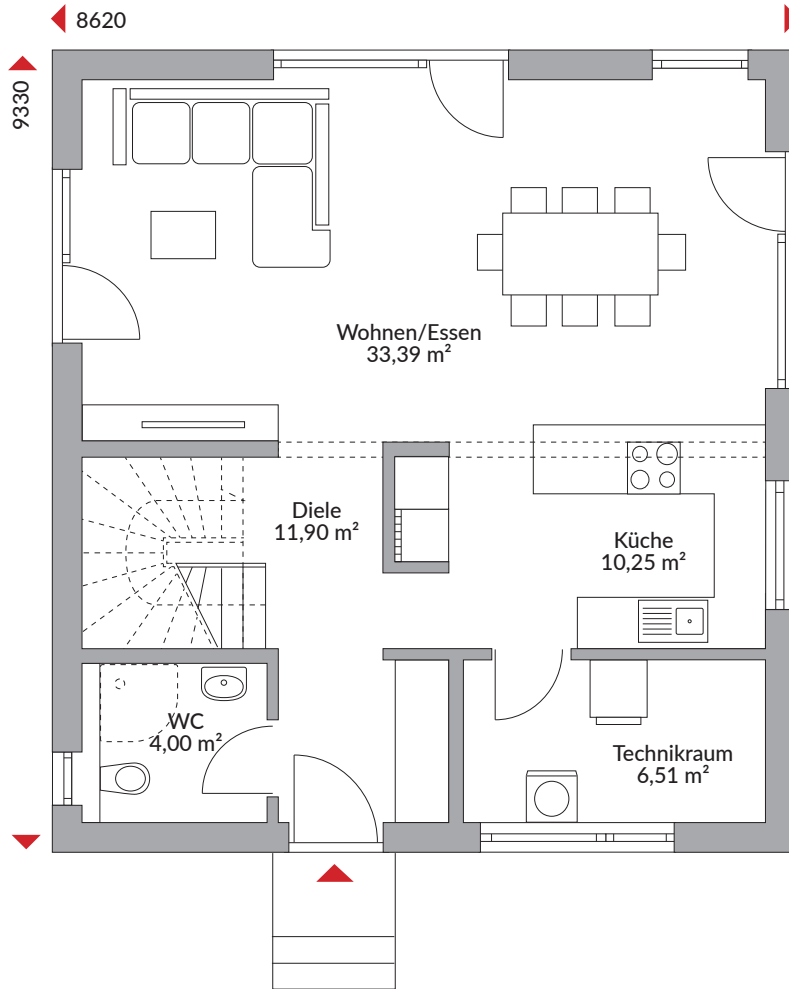 8620
9330
Wohnen/Essen
33,39 m²
Diele
11,90 m²
Küche
10,25 m²
WC
4,00 m²
Technikraum
6,51 m²